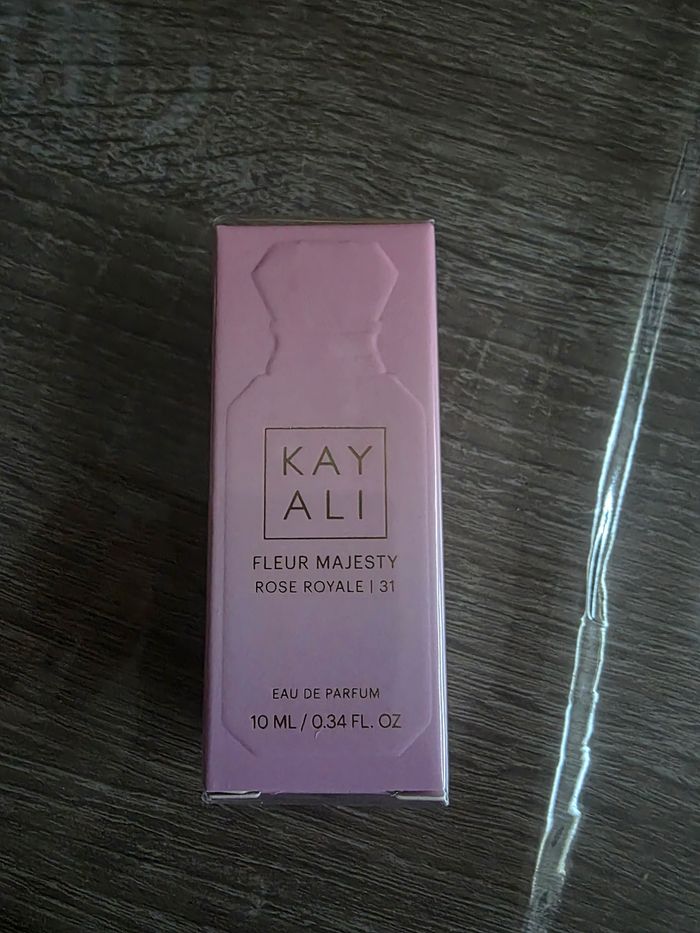 KAY
ALI
FLEUR MAJESTY
ROSE ROYALE | 31
EAU DE PARFUM
10 ML / 0.34 FL. OZ